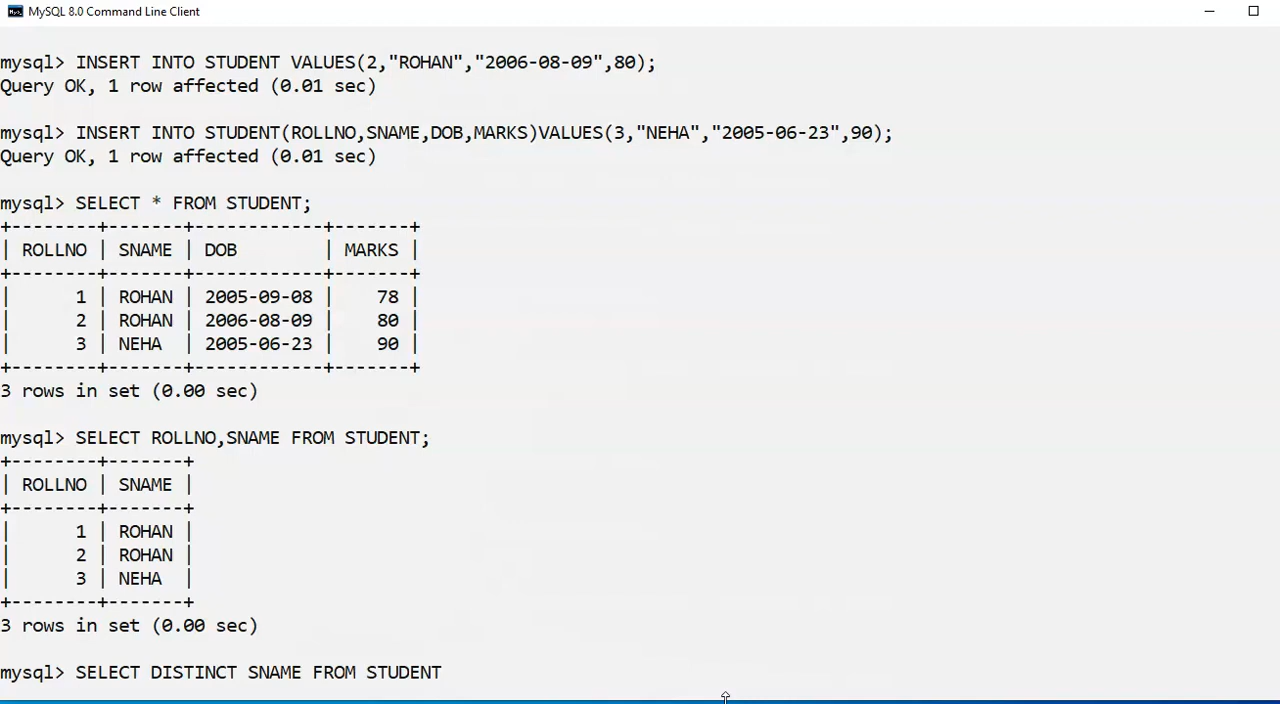 MySQL 8.0 Command Line Client
mysql> INSERT INTO STUDENT VALUES(2,"ROHAN","2006-08-09",80);
Query OK, 1 row affected (0.01 sec)
mysql> INSERT INTO STUDENT(ROLLNO,SNAME,DOB,MARKS)VALUES(3,"NEHA","2005-06-23",90);
Query OK, 1 row affected (0.01 sec)
mysql> SELECT * FROM STUDENT;
+--------+-------+------------+-------+
| ROLLNO | SNAME | DOB        | MARKS |
+--------+-------+------------+-------+
|      1 | ROHAN | 2005-09-08 |    78 |
|      2 | ROHAN | 2006-08-09 |    80 |
|      3 | NEHA  | 2005-06-23 |    90 |
+--------+-------+------------+-------+
3 rows in set (0.00 sec)
mysql> SELECT ROLLNO,SNAME FROM STUDENT;
+--------+-------+
| ROLLNO | SNAME |
+--------+-------+
|      1 | ROHAN |
|      2 | ROHAN |
|      3 | NEHA  |
+--------+-------+
3 rows in set (0.00 sec)
mysql> SELECT DISTINCT SNAME FROM STUDENT